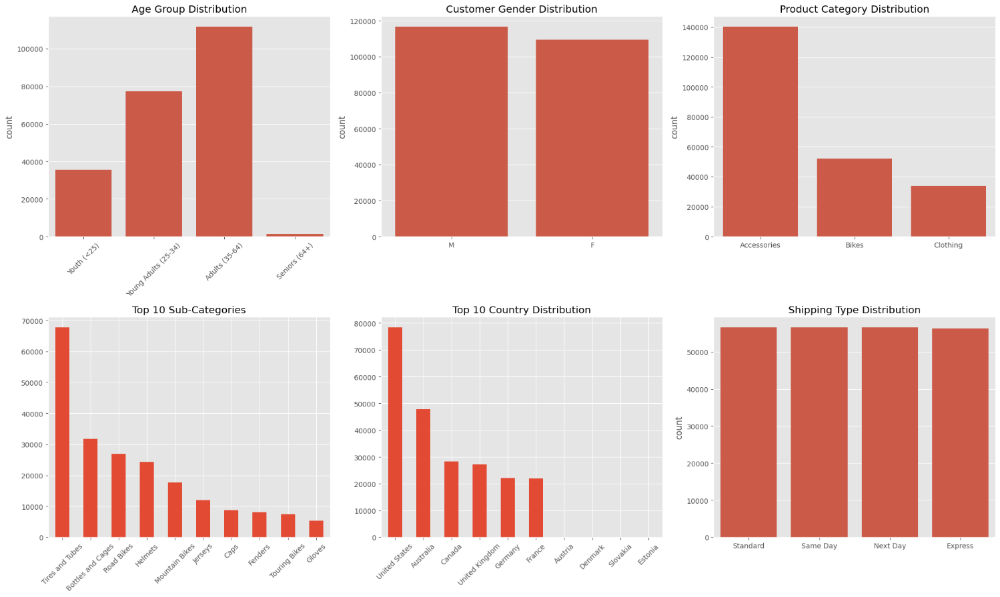 Age Group Distribution
count
100000
80000
60000
40000
20000
0
Youth (<25)
Young Adults (25-34)
Adults (35-64)
Seniors (64+)
Customer Gender Distribution
count
120000
100000
80000
60000
40000
20000
0
M
F
Product Category Distribution
count
140000
120000
100000
80000
60000
40000
20000
0
Accessories
Bikes
Clothing
Top 10 Sub-Categories
70000
60000
50000
40000
30000
20000
10000
0
Tires and Tubes
Bottles and Cages
Road Bikes
Helmets
Mountain Bikes
Jerseys
Caps
Fenders
Touring Bikes
Gloves
Top 10 Country Distribution
80000
70000
60000
50000
40000
30000
20000
10000
0
United States
Australia
Canada
United Kingdom
Germany
France
Austria
Denmark
Slovakia
Estonia
Shipping Type Distribution
count
50000
40000
30000
20000
10000
0
Standard
Same Day
Next Day
Express